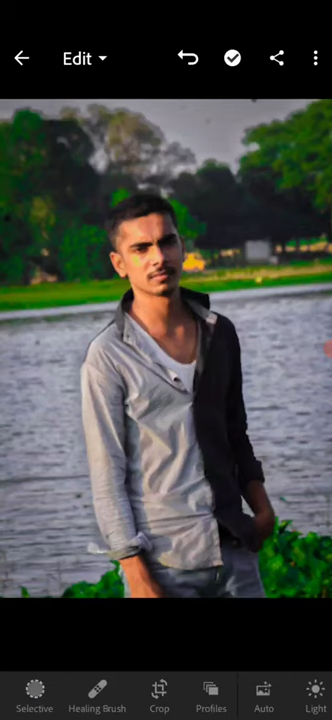 Edit
Selective
Healing Brush
Crop
Profiles
Auto
Light